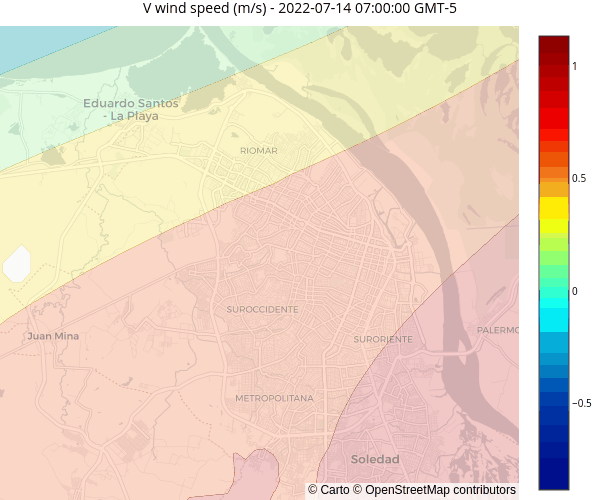 V wind speed (m/s) - 2022-07-14 07:00:00 GMT-5
1
Eduardo Santos
- La Playa
RIOMAR
0.5
0
SUROCCIDENTE
PALERMO
Juan Mina
SURORIENTE
METROPOLITANA
−0.5
Soledad
© Carto © OpenStreetMap contributors